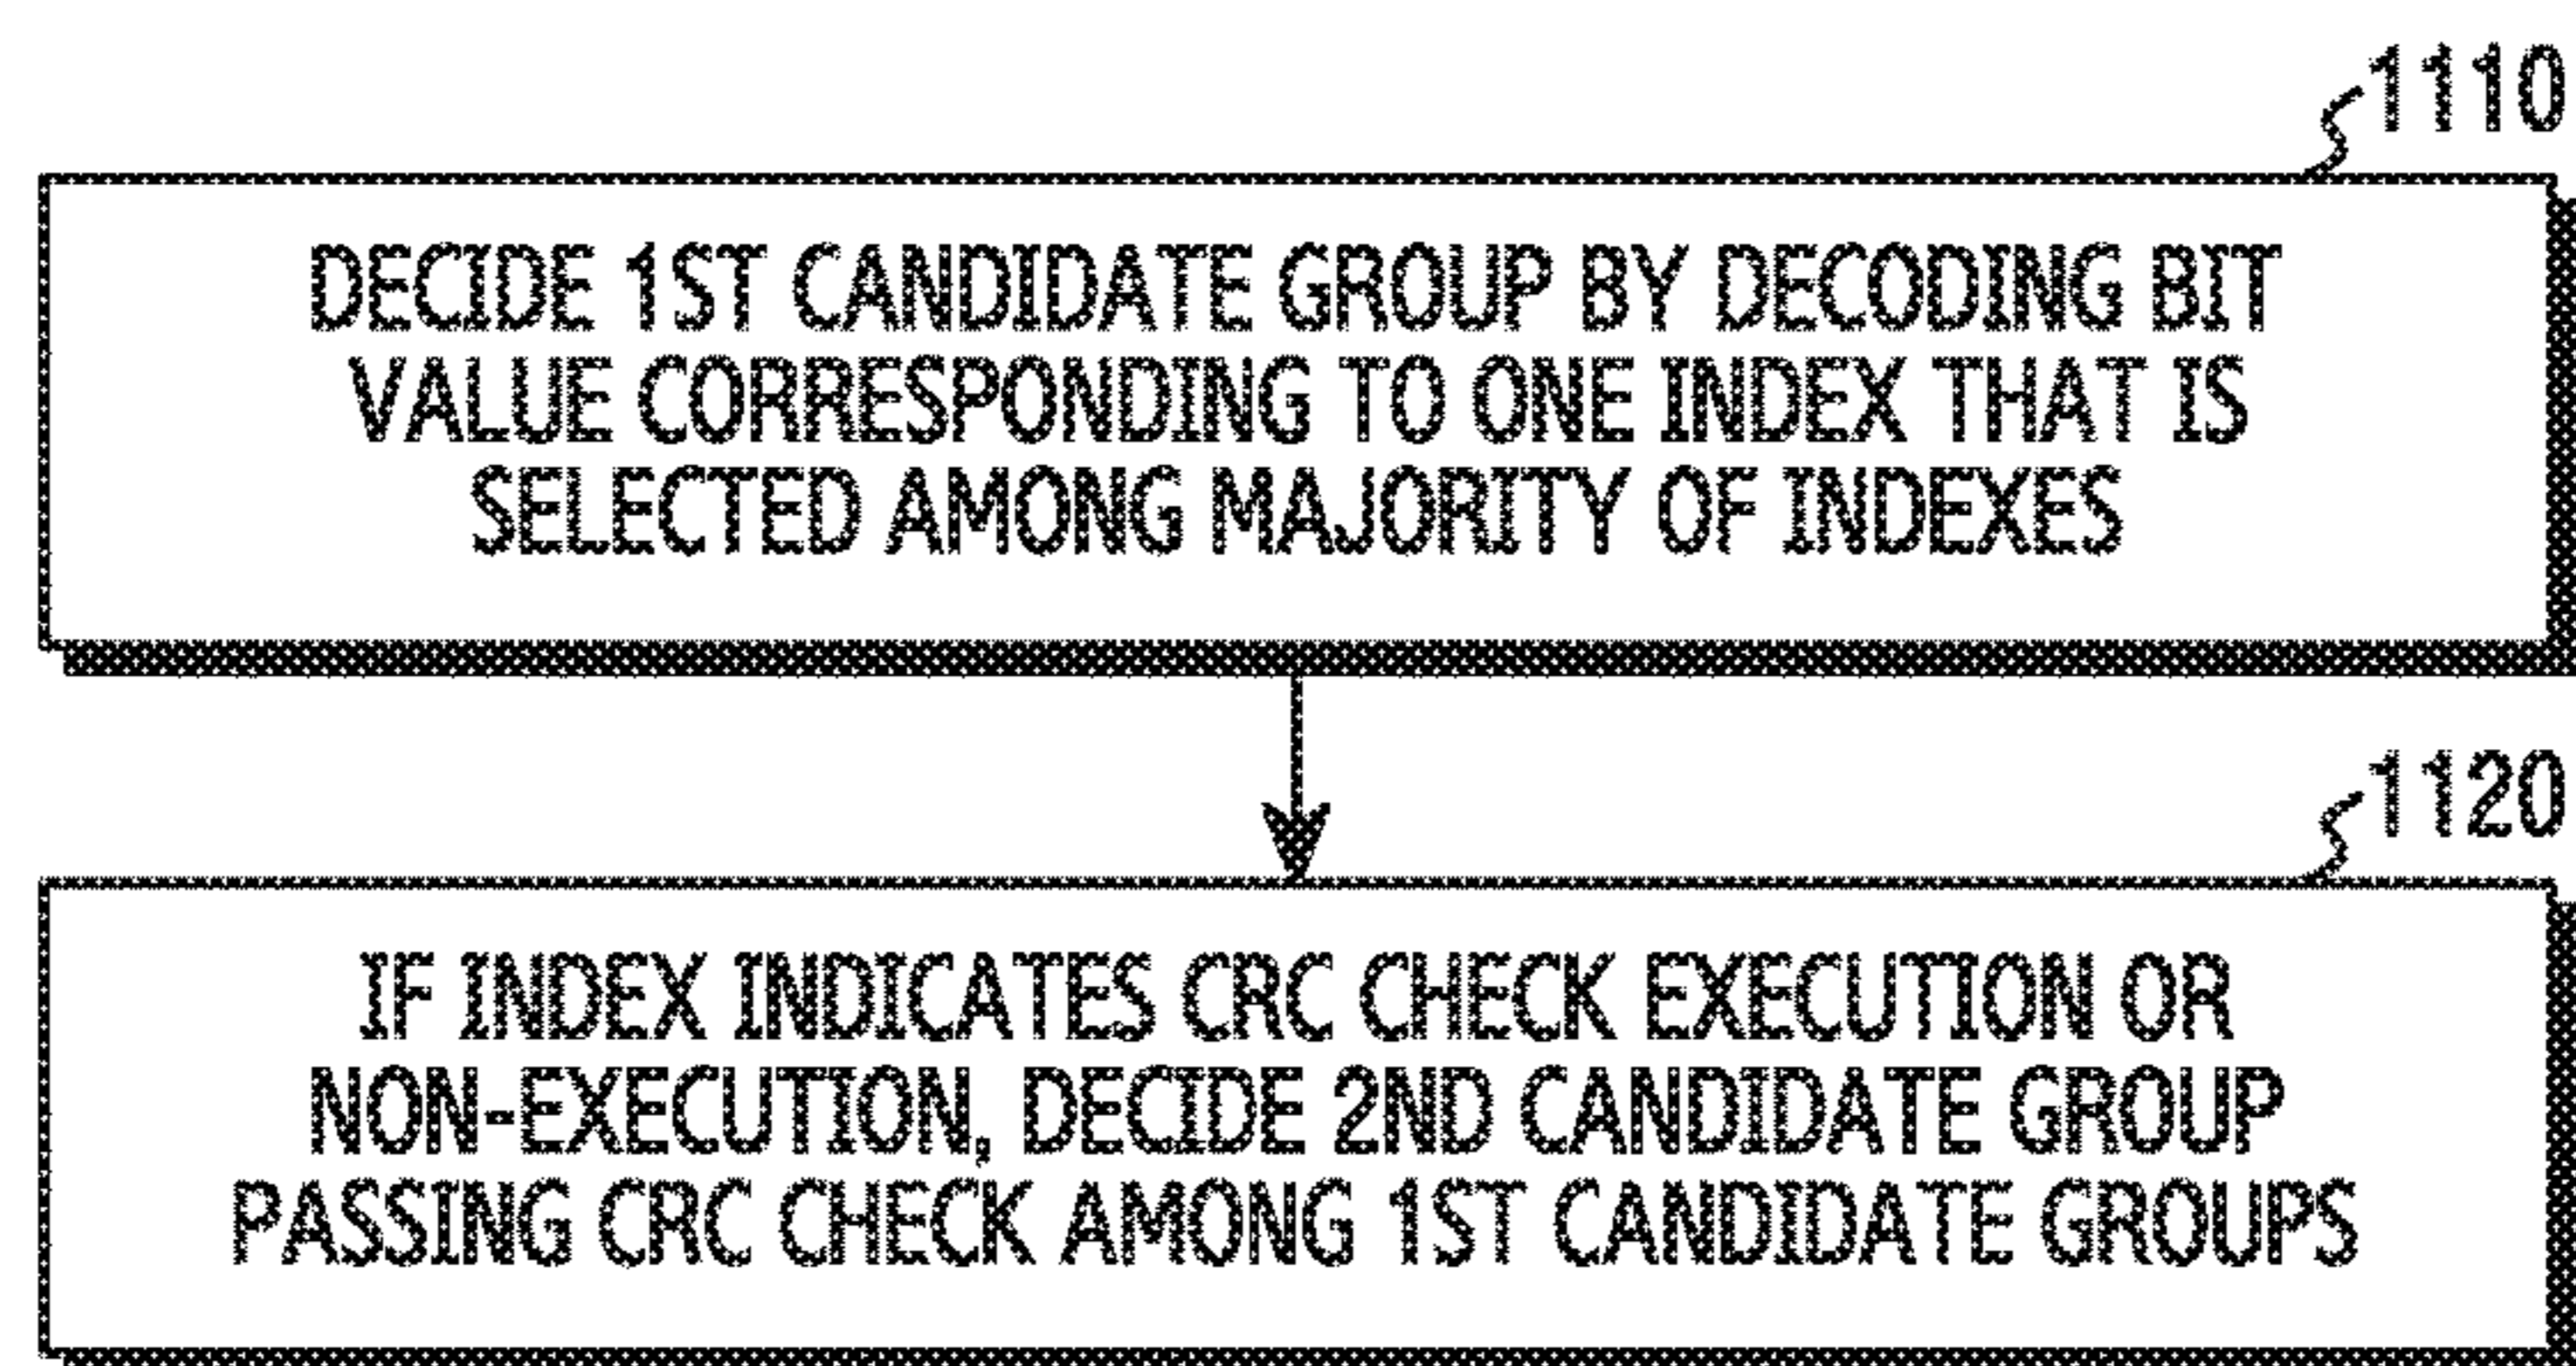 1110
DECIDE 1ST CANDIDATE GROUP BY DECODING BIT
VALUE CORRESPONDING TO ONE INDEX THAT IS
SELECTED AMONG MAJORITY OF INDEXES
1120
IF INDEX INDICATES CRC CHECK EXECUTION OR
NON-EXECUTION, DECIDE 2ND CANDIDATE GROUP
PASSING CRC CHECK AMONG 1ST CANDIDATE GROUPS